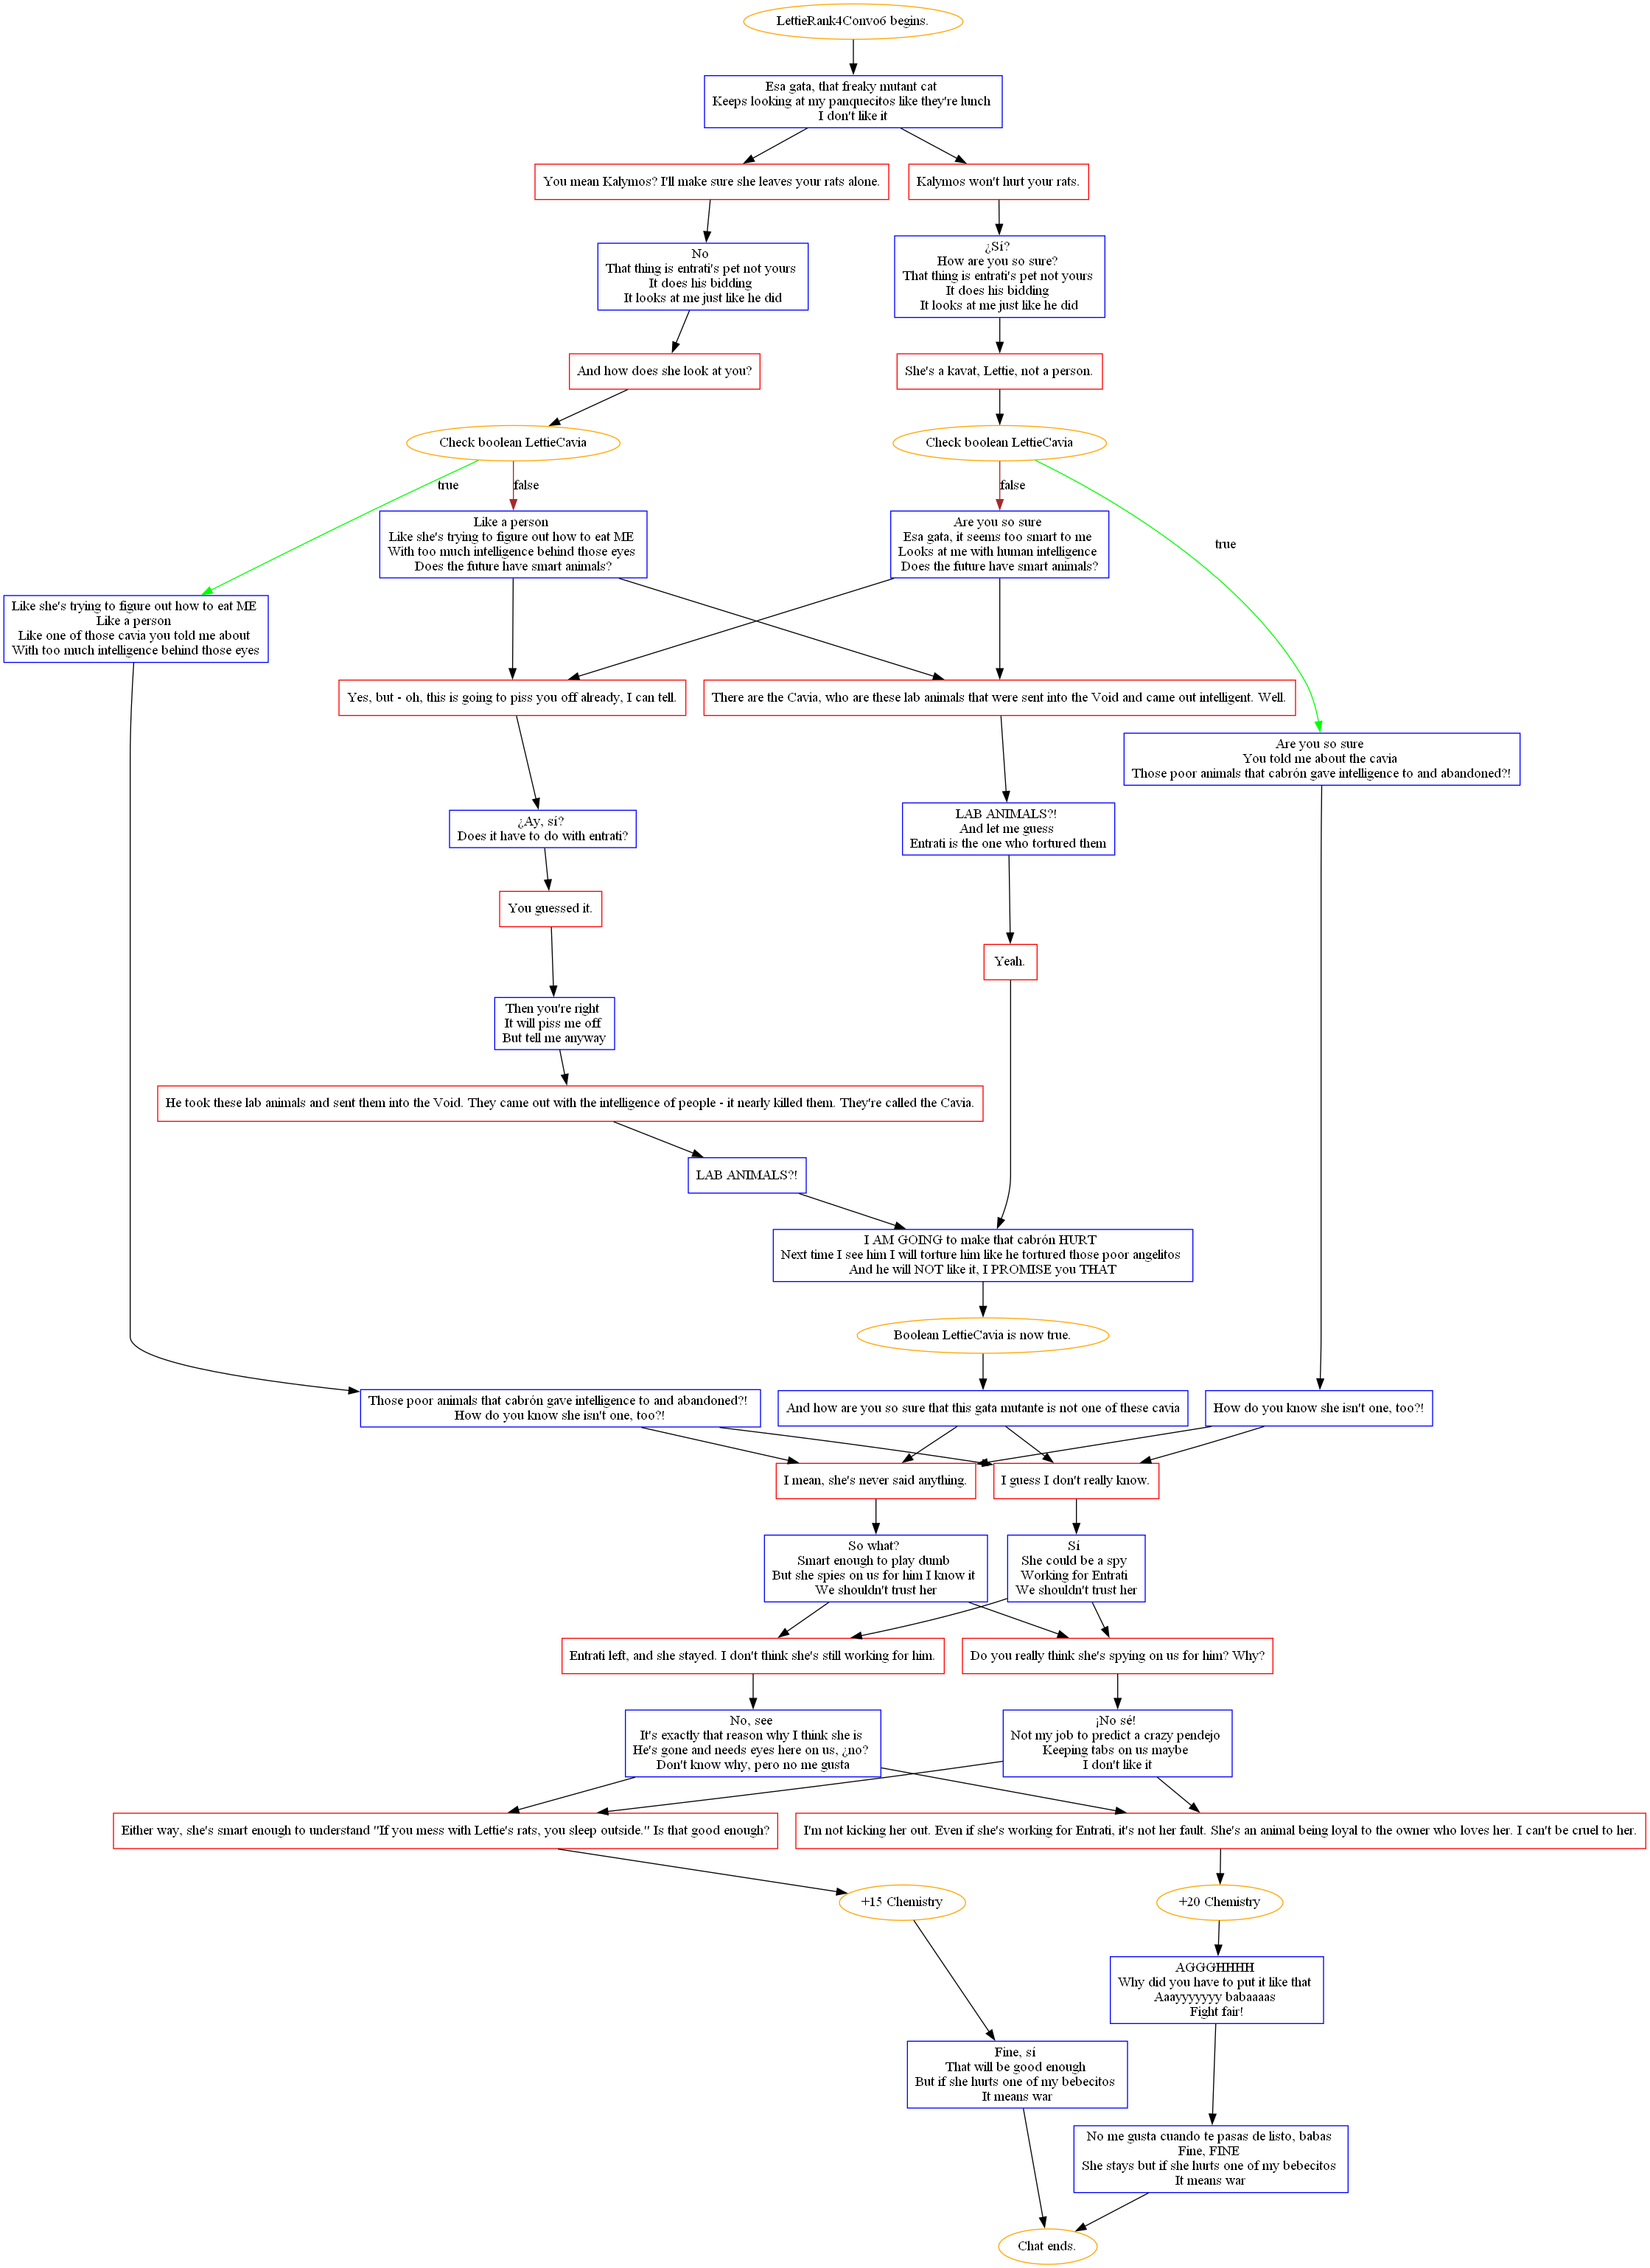 LettieRank4Convo6 begins.
Esa gata, that freaky mutant cat
Keeps looking at my panquecitos like they're lunch
I don't like it
You mean Kalymos? I'll make sure she leaves your rats alone.
Kalymos won't hurt your rats.
No
That thing is entrati's pet not yours
It does his bidding
It looks at me just like he did
¿Sí?
How are you so sure?
That thing is entrati's pet not yours
It does his bidding
It looks at me just like he did
And how does she look at you?
She's a kavat, Lettie, not a person.
Check boolean LettieCavia
Check boolean LettieCavia
true
false
false
true
Like a person
Like she's trying to figure out how to eat ME
With too much intelligence behind those eyes
Does the future have smart animals?
Are you so sure
Esa gata, it seems too smart to me
Looks at me with human intelligence
Does the future have smart animals?
Like she's trying to figure out how to eat ME
Like a person
Like one of those cavia you told me about
With too much intelligence behind those eyes
Yes, but - oh, this is going to piss you off already, I can tell.
There are the Cavia, who are these lab animals that were sent into the Void and came out intelligent. Well.
Are you so sure
You told me about the cavia
Those poor animals that cabrón gave intelligence to and abandoned?!
¿Ay, sí?
Does it have to do with entrati?
LAB ANIMALS?!
And let me guess
Entrati is the one who tortured them
You guessed it.
Yeah.
Then you're right
It will piss me off
But tell me anyway
He took these lab animals and sent them into the Void. They came out with the intelligence of people - it nearly killed them. They're called the Cavia.
LAB ANIMALS?!
I AM GOING to make that cabrón HURT
Next time I see him I will torture him like he tortured those poor angelitos
And he will NOT like it, I PROMISE you THAT
Boolean LettieCavia is now true.
Those poor animals that cabrón gave intelligence to and abandoned?!
How do you know she isn't one, too?!
And how are you so sure that this gata mutante is not one of these cavia
How do you know she isn't one, too?!
I mean, she's never said anything.
I guess I don't really know.
So what?
Smart enough to play dumb
But she spies on us for him I know it
We shouldn't trust her
Sí
She could be a spy
Working for Entrati
We shouldn't trust her
Entrati left, and she stayed. I don't think she's still working for him.
Do you really think she's spying on us for him? Why?
No, see
It's exactly that reason why I think she is
He's gone and needs eyes here on us, ¿no?
Don't know why, pero no me gusta
¡No sé!
Not my job to predict a crazy pendejo
Keeping tabs on us maybe
I don't like it
Either way, she's smart enough to understand "If you mess with Lettie's rats, you sleep outside." Is that good enough?
I'm not kicking her out. Even if she's working for Entrati, it's not her fault. She's an animal being loyal to the owner who loves her. I can't be cruel to her.
+15 Chemistry
+20 Chemistry
AGGGHHHH
Why did you have to put it like that
Aaayyyyyyy babaaaas
Fight fair!
Fine, sí
That will be good enough
But if she hurts one of my bebecitos
It means war
No me gusta cuando te pasas de listo, babas
Fine, FINE
She stays but if she hurts one of my bebecitos
It means war
Chat ends.